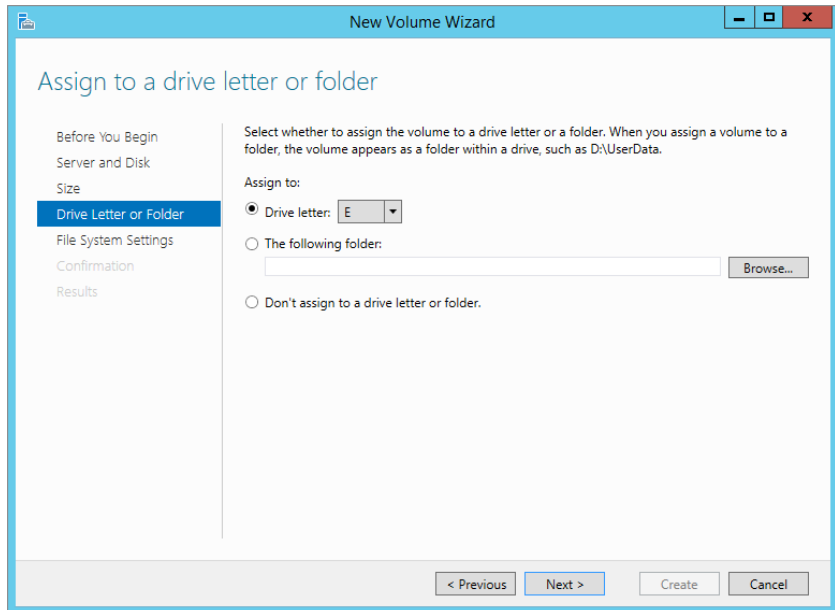 New Volume Wizard
x
Assign to a drive letter or folder
Before You Begin
Server and Disk
Size
Drive Letter or Folder
File System Settings
Confirmation
Results
Select whether to assign the volume to a drive letter or a folder. When you assign a volume to a
folder, the volume appears as a folder within a drive, such as D:\UserData.
Assign to:
Drive letter: E
The following folder:
Browse...
Don't assign to a drive letter or folder.
< Previous Next > Create Cancel